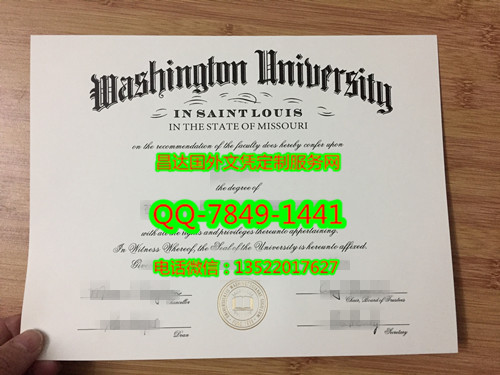 Washington University
IN SAINT LOUIS
IN THE STATE OF MISSOURI
on the recommendation of the faculty does hereby confer upon
昌达国外文凭定制服务网
the degree of
QQ-7849-1441
with all the rights and privileges thereunto appertaining.
In Witness Whereof, the Seal of the University is hereunto affixed.
电话微信：13522017627
Chair, Board of Trustees
Dean
Secretary